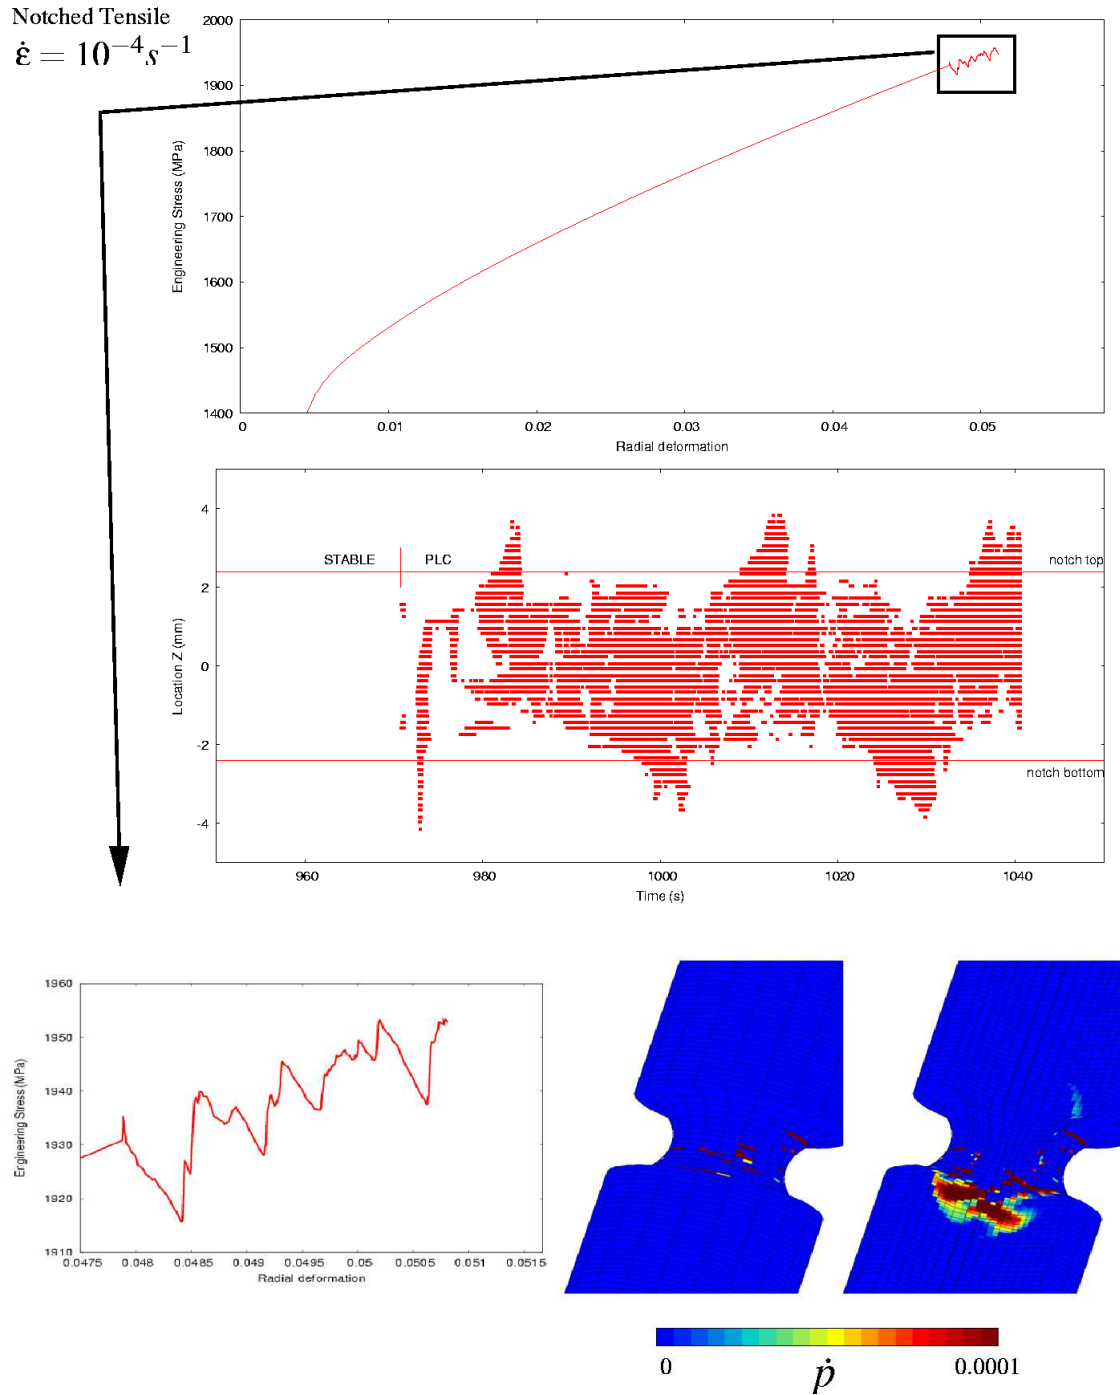 Notched Tensile
ε̇ = 10⁻⁴s⁻¹
2000
1900
1800
1700
1600
1500
1400
Engineering Stress (MPa)
0 0.01 0.02 0.03 0.04 0.05
Radial deformation
4
2
0
-2
-4
Location Z (mm)
STABLE PLC
notch top
notch bottom
960 980 1000 1020 1040
Time (s)
1960
1950
1940
1930
1920
1910
Engineering Stress (MPa)
0.0475 0.048 0.0485 0.049 0.0495 0.05 0.0505 0.051 0.0515
Radial deformation
0 0.0001
ṗ